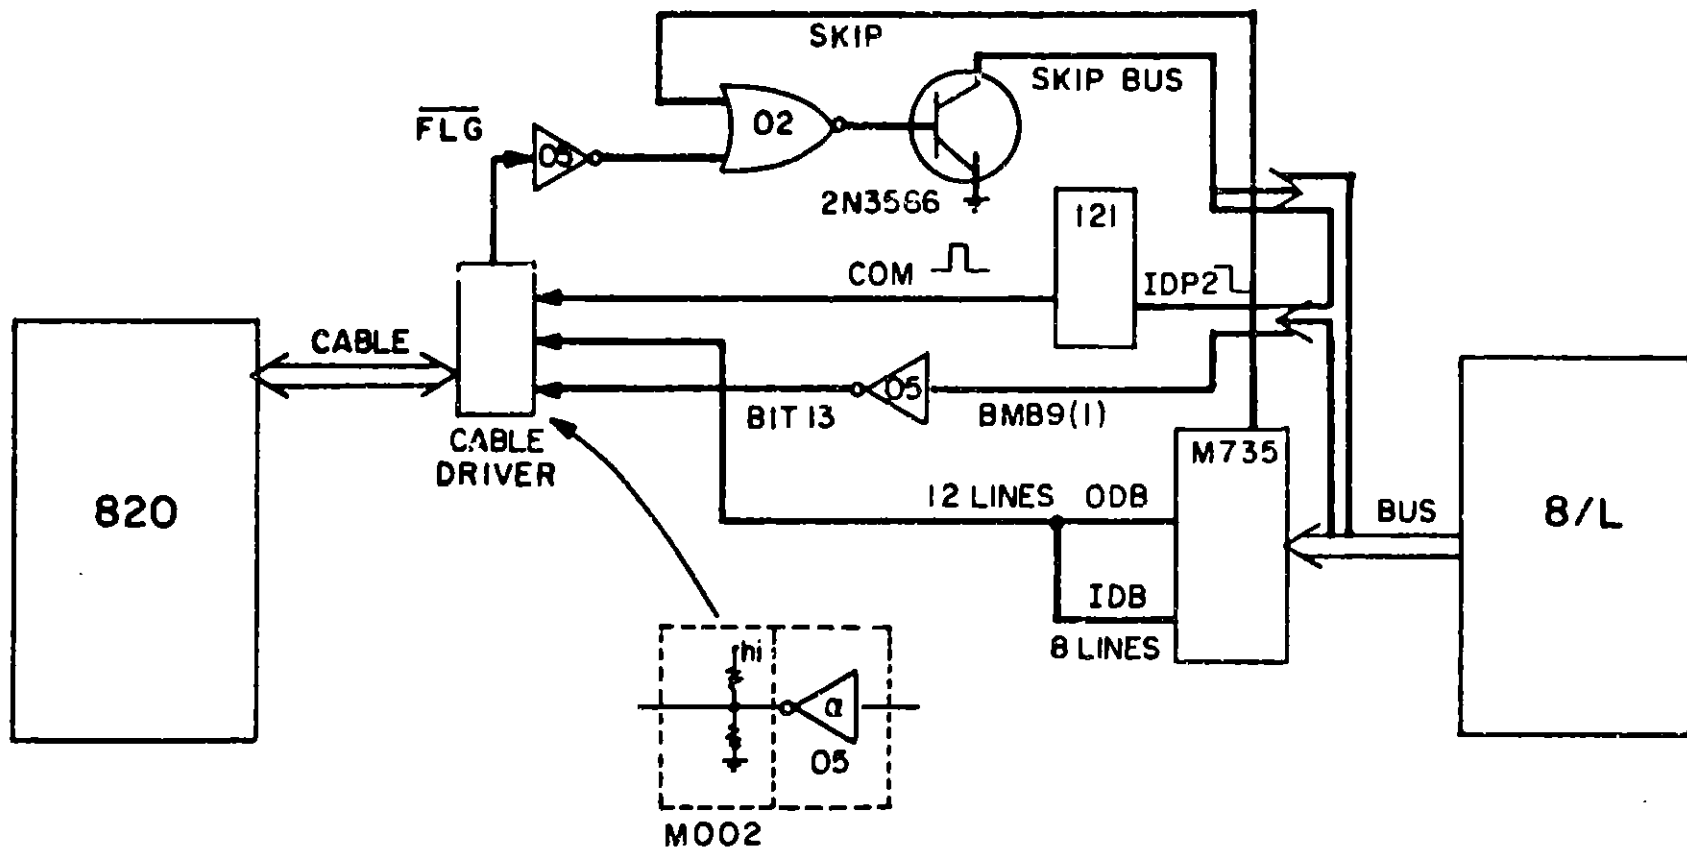 SKIP
SKIP BUS
FLG
05
02
2N3566
121
COM
IDP2
CABLE
05
BIT 13
BMB9(1)
CABLE
DRIVER
M735
820
12 LINES
ODB
BUS
8/L
IDB
8 LINES
hi
α
05
M002